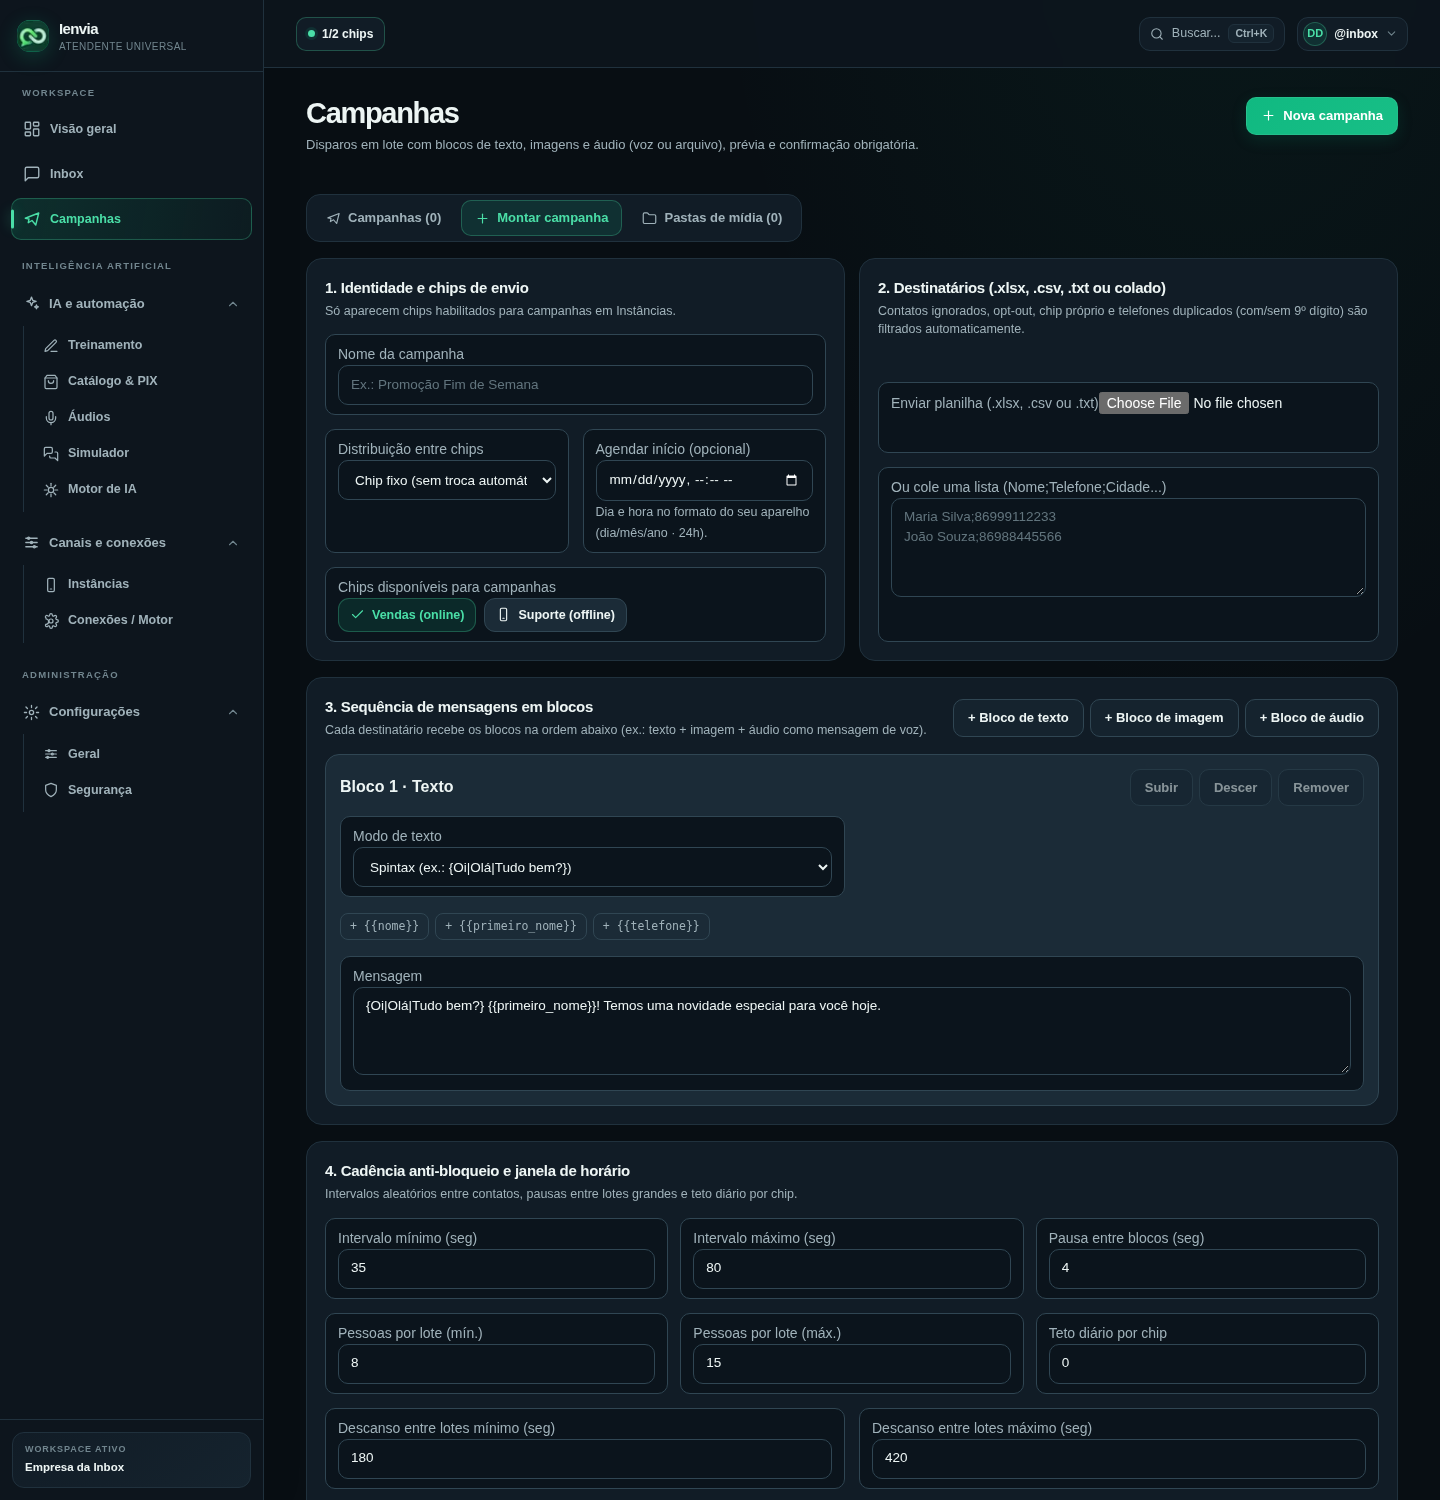 Ienvia
ATENDENTE UNIVERSAL
WORKSPACE
Visão geral
Inbox
Campanhas
INTELIGÊNCIA ARTIFICIAL
IA e automação
Treinamento
Catálogo & PIX
Áudios
Simulador
Motor de IA
Canais e conexões
Instâncias
Conexões / Motor
ADMINISTRAÇÃO
Configurações
Geral
Segurança
WORKSPACE ATIVO
Empresa da Inbox
1/2 chips
Buscar... Ctrl+K
DD @inbox
Campanhas
Disparos em lote com blocos de texto, imagens e áudio (voz ou arquivo), prévia e confirmação obrigatória.
Nova campanha
Campanhas (0)
Montar campanha
Pastas de mídia (0)
1. Identidade e chips de envio
Só aparecem chips habilitados para campanhas em Instâncias.
Nome da campanha
Ex.: Promoção Fim de Semana
Distribuição entre chips
Chip fixo (sem troca automát
Agendar início (opcional)
mm/dd/yyyy, --:-- --
Dia e hora no formato do seu aparelho
(dia/mês/ano · 24h).
Chips disponíveis para campanhas
Vendas (online)
Suporte (offline)
2. Destinatários (.xlsx, .csv, .txt ou colado)
Contatos ignorados, opt-out, chip próprio e telefones duplicados (com/sem 9º dígito) são
filtrados automaticamente.
Enviar planilha (.xlsx, .csv ou .txt) Choose File No file chosen
Ou cole uma lista (Nome;Telefone;Cidade...)
Maria Silva;86999112233
João Souza;86988445566
3. Sequência de mensagens em blocos
Cada destinatário recebe os blocos na ordem abaixo (ex.: texto + imagem + áudio como mensagem de voz).
+ Bloco de texto
+ Bloco de imagem
+ Bloco de áudio
Bloco 1 · Texto
Subir
Descer
Remover
Modo de texto
Spintax (ex.: {Oi|Olá|Tudo bem?})
+ {{nome}}
+ {{primeiro_nome}}
+ {{telefone}}
Mensagem
{Oi|Olá|Tudo bem?} {{primeiro_nome}}! Temos uma novidade especial para você hoje.
4. Cadência anti-bloqueio e janela de horário
Intervalos aleatórios entre contatos, pausas entre lotes grandes e teto diário por chip.
Intervalo mínimo (seg)
35
Intervalo máximo (seg)
80
Pausa entre blocos (seg)
4
Pessoas por lote (mín.)
8
Pessoas por lote (máx.)
15
Teto diário por chip
0
Descanso entre lotes mínimo (seg)
180
Descanso entre lotes máximo (seg)
420